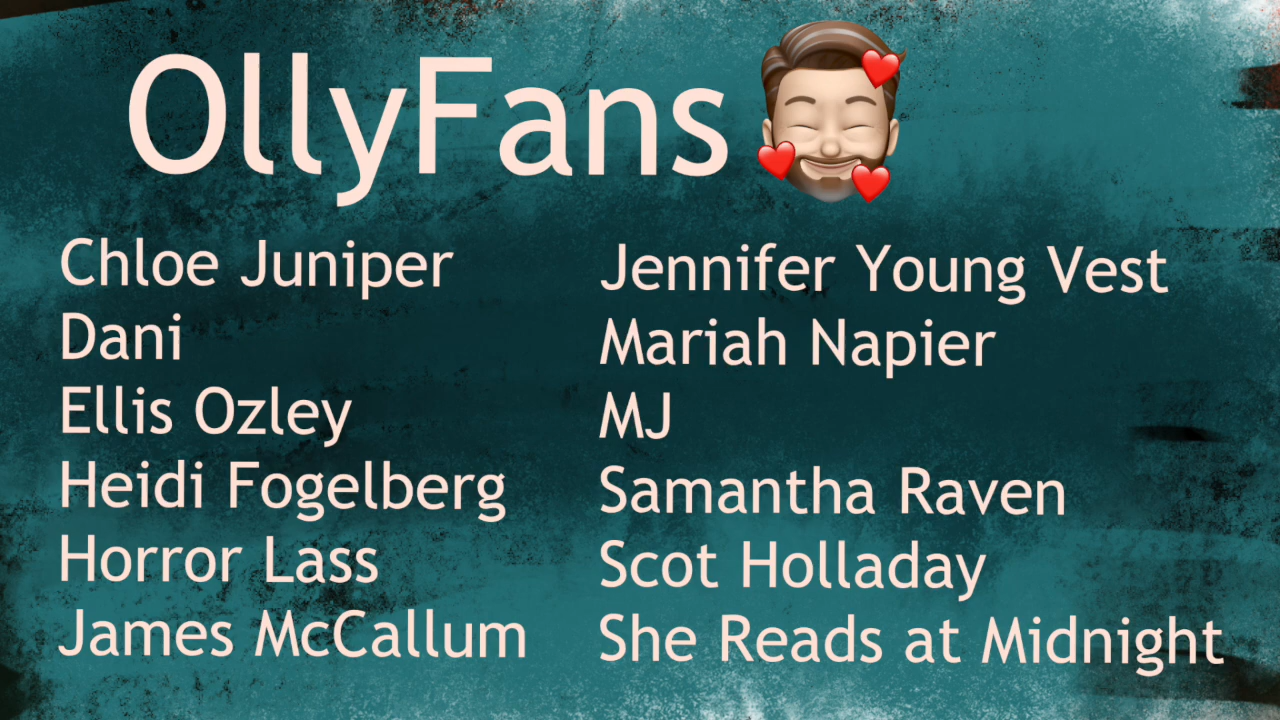 OllyFans
Chloe Juniper
Dani
Ellis Ozley
Heidi Fogelberg
Horror Lass
James McCallum
Jennifer Young Vest
Mariah Napier
MJ
Samantha Raven
Scot Holladay
She Reads at Midnight